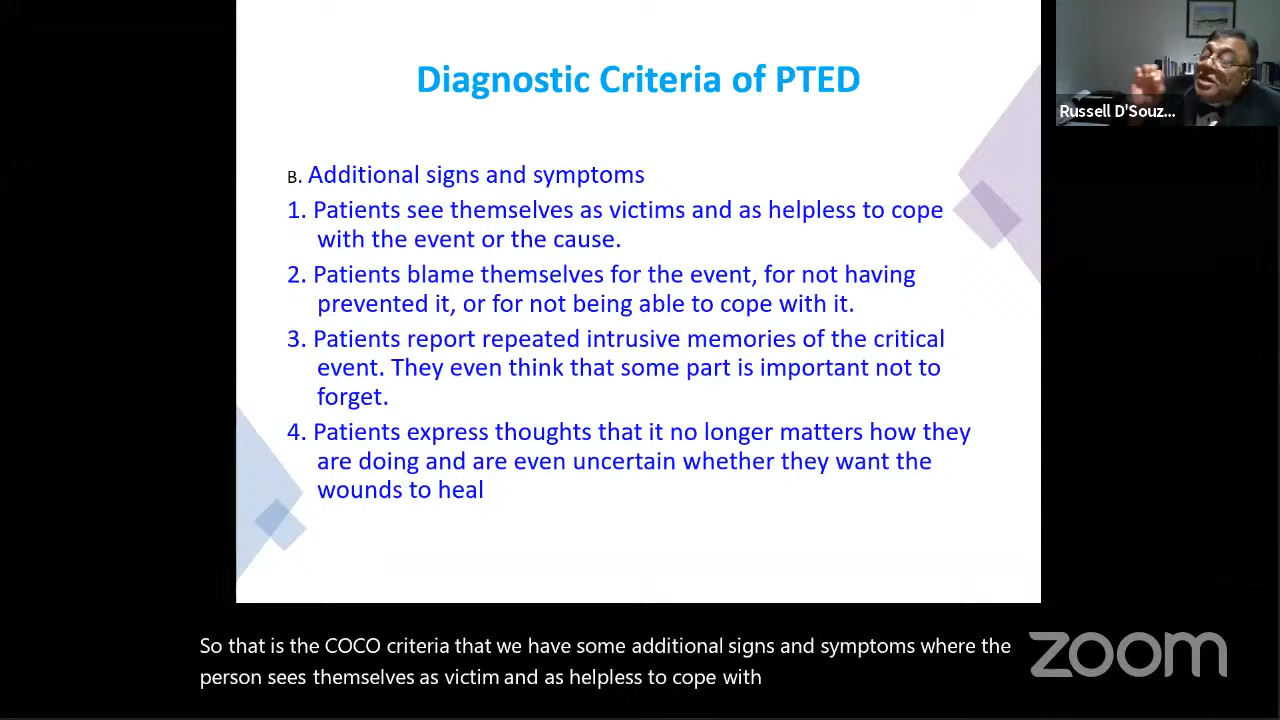 Diagnostic Criteria of PTED
Russell D'Souz...
B. Additional signs and symptoms
1. Patients see themselves as victims and as helpless to cope
with the event or the cause.
2. Patients blame themselves for the event, for not having
prevented it, or for not being able to cope with it.
3. Patients report repeated intrusive memories of the critical
event. They even think that some part is important not to
forget.
4. Patients express thoughts that it no longer matters how they
are doing and are even uncertain whether they want the
wounds to heal
So that is the COCO criteria that we have some additional signs and symptoms where the
person sees themselves as victim and as helpless to cope with
zoom